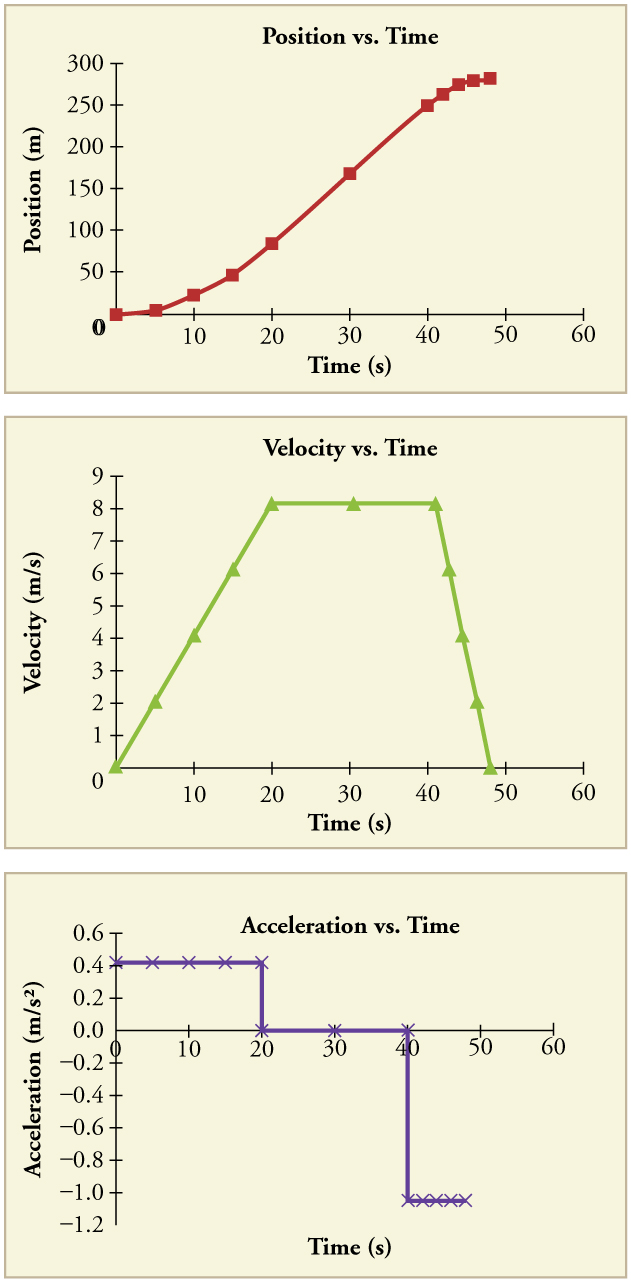 Position vs. Time
300
250
200
150
100
50
0
10 20 30 40 50 60
Position (m)
Time (s)
Velocity vs. Time
9
8
7
6
5
4
3
2
1
0
10 20 30 40 50 60
Velocity (m/s)
Time (s)
Acceleration vs. Time
0.6
0.4
0.2
0.0
0 10 20 30 40 50 60
−0.2
−0.4
−0.6
−0.8
−1.0
−1.2
Acceleration (m/s²)
Time (s)